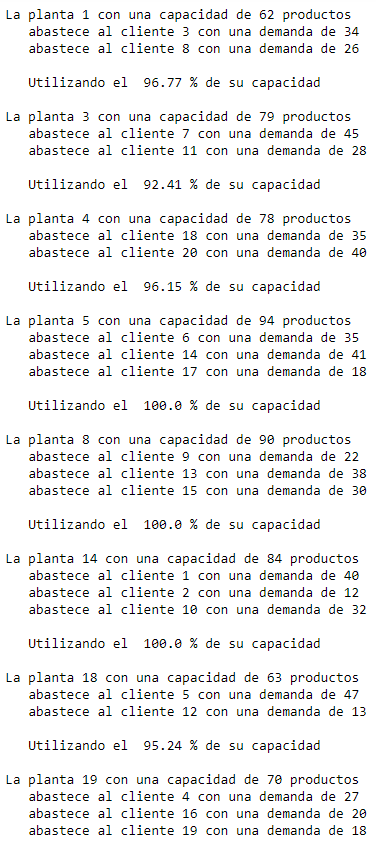 La planta 1 con una capacidad de 62 productos
abastece al cliente 3 con una demanda de 34
abastece al cliente 8 con una demanda de 26
Utilizando el  96.77 % de su capacidad
La planta 3 con una capacidad de 79 productos
abastece al cliente 7 con una demanda de 45
abastece al cliente 11 con una demanda de 28
Utilizando el  92.41 % de su capacidad
La planta 4 con una capacidad de 78 productos
abastece al cliente 18 con una demanda de 35
abastece al cliente 20 con una demanda de 40
Utilizando el  96.15 % de su capacidad
La planta 5 con una capacidad de 94 productos
abastece al cliente 6 con una demanda de 35
abastece al cliente 14 con una demanda de 41
abastece al cliente 17 con una demanda de 18
Utilizando el  100.0 % de su capacidad
La planta 8 con una capacidad de 90 productos
abastece al cliente 9 con una demanda de 22
abastece al cliente 13 con una demanda de 38
abastece al cliente 15 con una demanda de 30
Utilizando el  100.0 % de su capacidad
La planta 14 con una capacidad de 84 productos
abastece al cliente 1 con una demanda de 40
abastece al cliente 2 con una demanda de 12
abastece al cliente 10 con una demanda de 32
Utilizando el  100.0 % de su capacidad
La planta 18 con una capacidad de 63 productos
abastece al cliente 5 con una demanda de 47
abastece al cliente 12 con una demanda de 13
Utilizando el  95.24 % de su capacidad
La planta 19 con una capacidad de 70 productos
abastece al cliente 4 con una demanda de 27
abastece al cliente 16 con una demanda de 20
abastece al cliente 19 con una demanda de 18